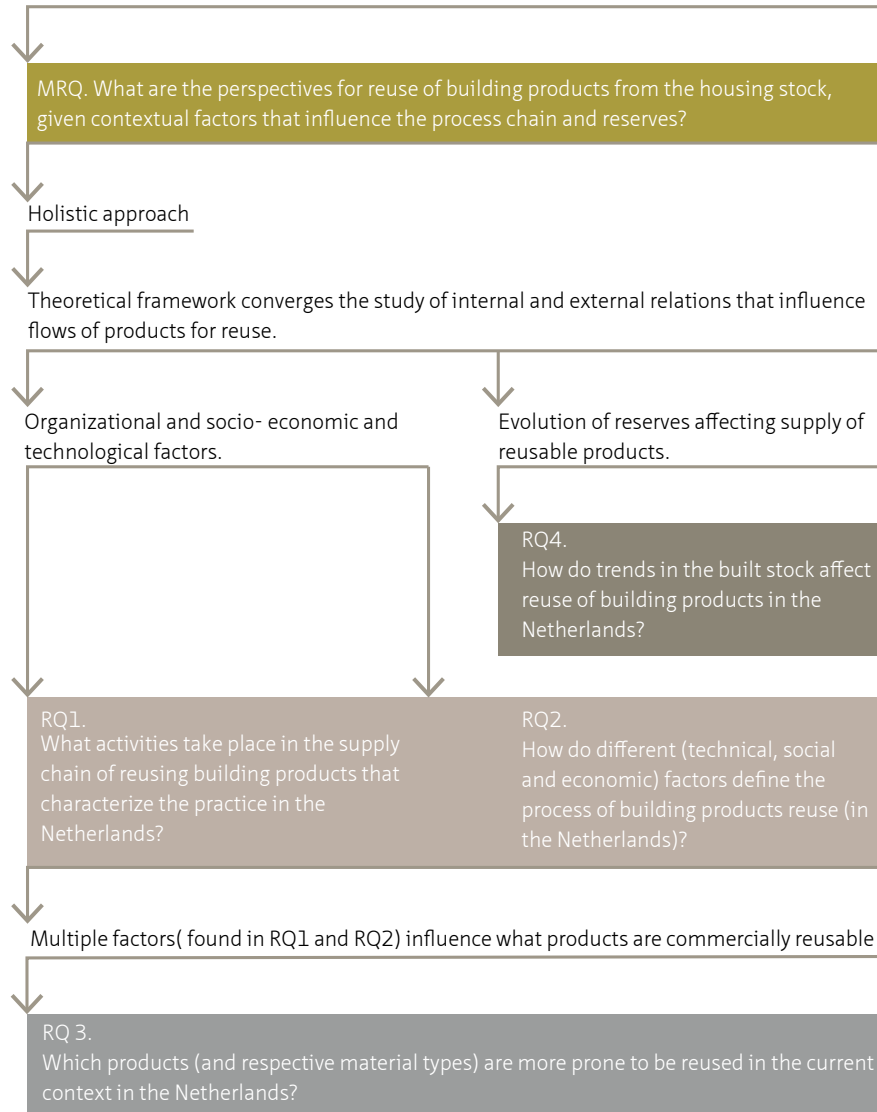 MRQ. What are the perspectives for reuse of building products from the housing stock,
given contextual factors that influence the process chain and reserves?
Holistic approach
Theoretical framework converges the study of internal and external relations that influence
flows of products for reuse.
Organizational and socio- economic and
technological factors.
Evolution of reserves affecting supply of
reusable products.
RQ4.
How do trends in the built stock affect
reuse of building products in the
Netherlands?
RQ1.
What activities take place in the supply
chain of reusing building products that
characterize the practice in the
Netherlands?
RQ2.
How do different (technical, social
and economic) factors define the
process of building products reuse (in
the Netherlands)?
Multiple factors( found in RQ1 and RQ2) influence what products are commercially reusable
RQ 3.
Which products (and respective material types) are more prone to be reused in the current
context in the Netherlands?